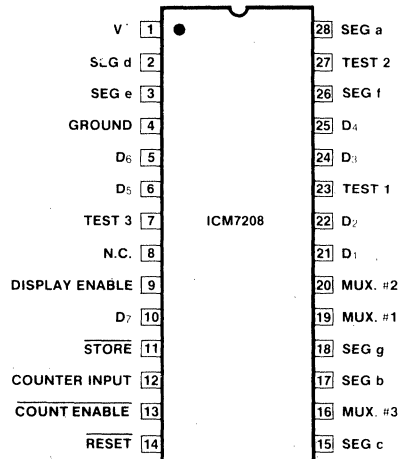 V⁺ 1
28 SEG a
SEG d 2
27 TEST 2
SEG e 3
26 SEG f
GROUND 4
25 D4
D6 5
24 D3
D5 6
23 TEST 1
TEST 3 7
ICM7208
22 D2
N.C. 8
21 D1
DISPLAY ENABLE 9
20 MUX. #2
D7 10
19 MUX. #1
STORE 11
18 SEG g
COUNTER INPUT 12
17 SEG b
COUNT ENABLE 13
16 MUX. #3
RESET 14
15 SEG c